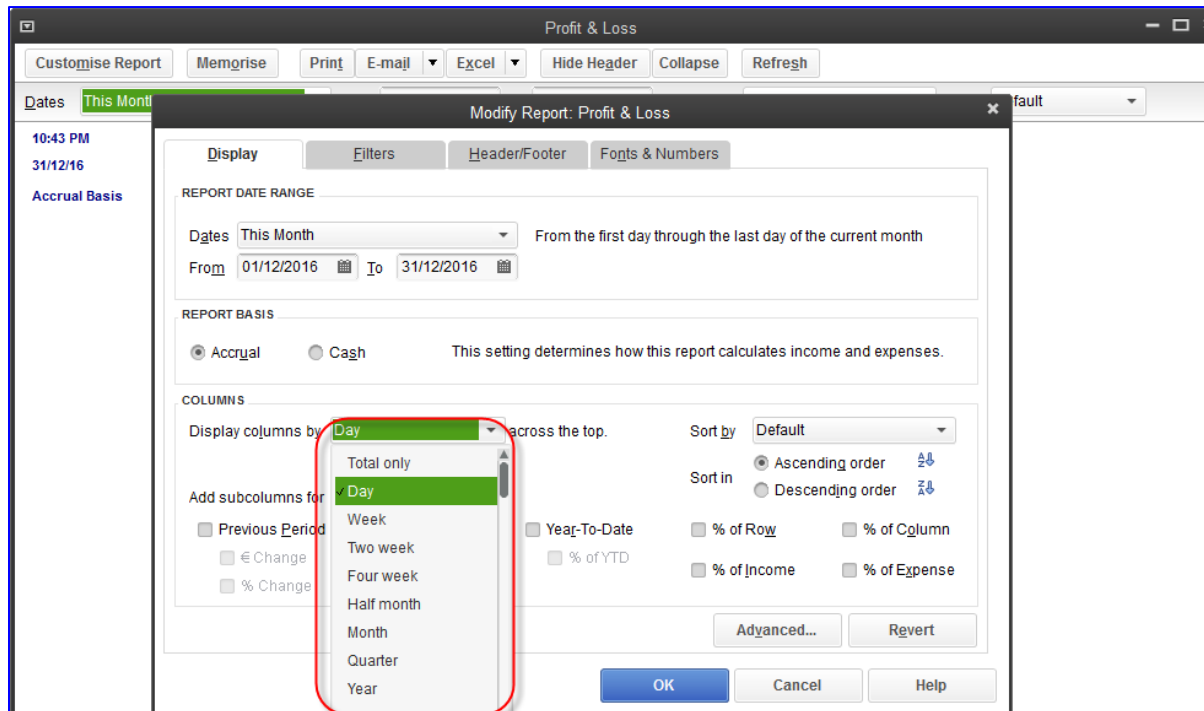 Profit & Loss
Customise Report Memorise Print E-mail Excel Hide Header Collapse Refresh
Dates This Month fault
Modify Report: Profit & Loss
10:43 PM
31/12/16
Accrual Basis
Display Filters Header/Footer Fonts & Numbers
REPORT DATE RANGE
Dates This Month From the first day through the last day of the current month
From 01/12/2016 To 31/12/2016
REPORT BASIS
Accrual Cash This setting determines how this report calculates income and expenses.
COLUMNS
Display columns by Day across the top. Sort by Default
Total only
Sort in Ascending order
Descending order
Add subcolumns for
Day
Week
Two week
Four week
Half month
Month
Quarter
Year
Previous Period Year-To-Date % of Row % of Column
€ Change % of YTD
% Change % of Income % of Expense
Advanced... Revert
OK Cancel Help